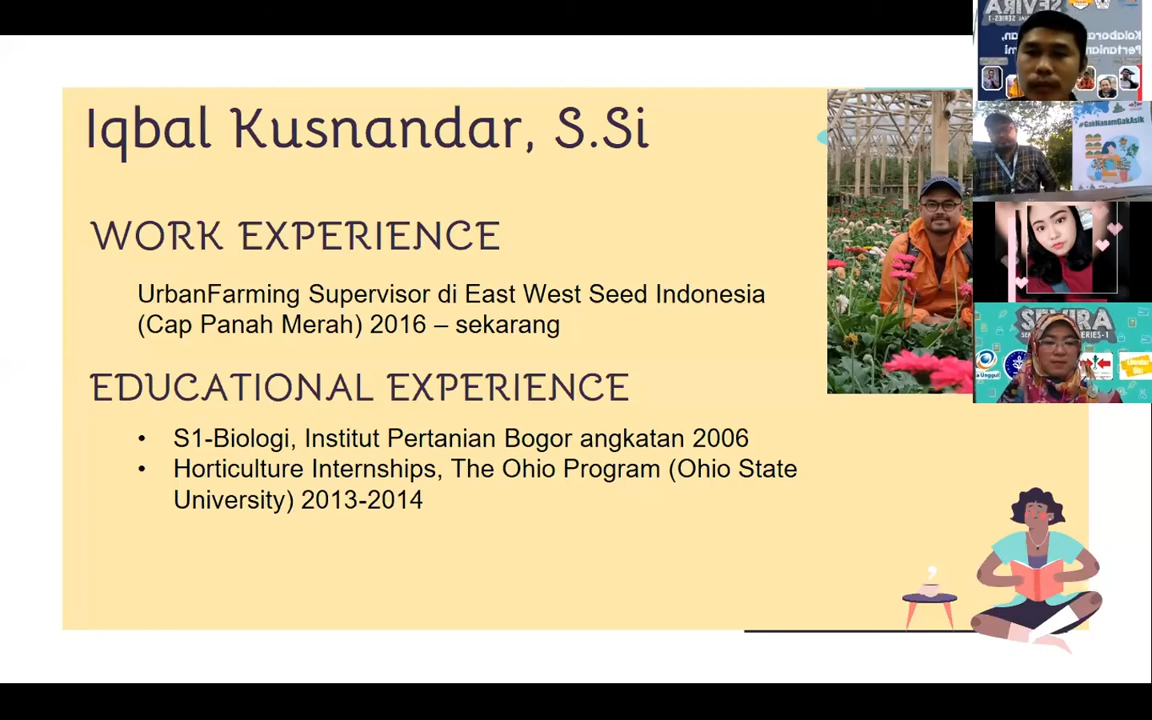 Iqbal Kusnandar, S.Si
WORK EXPERIENCE
UrbanFarming Supervisor di East West Seed Indonesia
(Cap Panah Merah) 2016 – sekarang
EDUCATIONAL EXPERIENCE
• S1-Biologi, Institut Pertanian Bogor angkatan 2006
• Horticulture Internships, The Ohio Program (Ohio State
University) 2013-2014
SEVIRA
#GakNanamGakAsik
SEVIRA